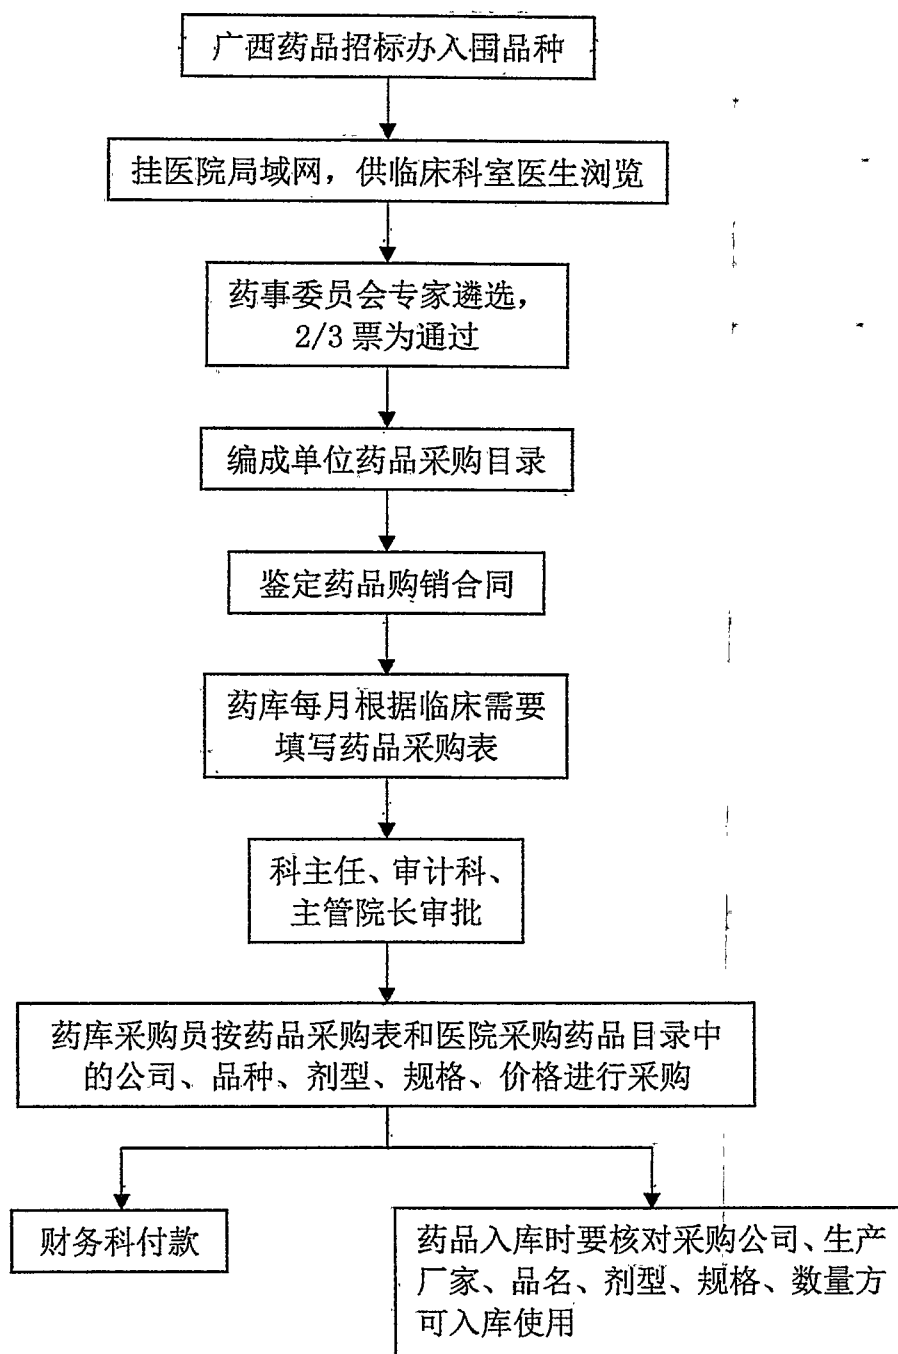 广西药品招标办入围品种
挂医院局域网，供临床科室医生浏览
药事委员会专家遴选，
2/3 票为通过
编成单位药品采购目录
鉴定药品购销合同
药库每月根据临床需要
填写药品采购表
科主任、审计科、
主管院长审批
药库采购员按药品采购表和医院采购药品目录中
的公司、品种、剂型、规格、价格进行采购
财务科付款
药品入库时要核对采购公司、生产
厂家、品名、剂型、规格、数量方
可入库使用